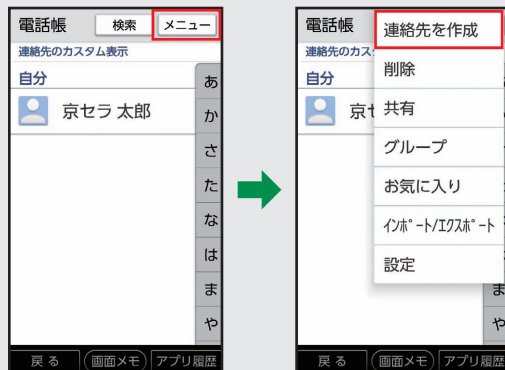 電話帳 検索 メニュー
連絡先のカスタム表示
自分
京セラ 太郎
あ
か
さ
た
な
は
ま
や
戻る 画面メモ アプリ履歴
電話帳
連絡先のカス
自分
京
連絡先を作成
削除
共有
グループ
お気に入り
ｲﾝﾎﾟｰﾄ/ｴｸｽﾎﾟｰﾄ
設定
ま
や
戻る 画面メモ アプリ履歴